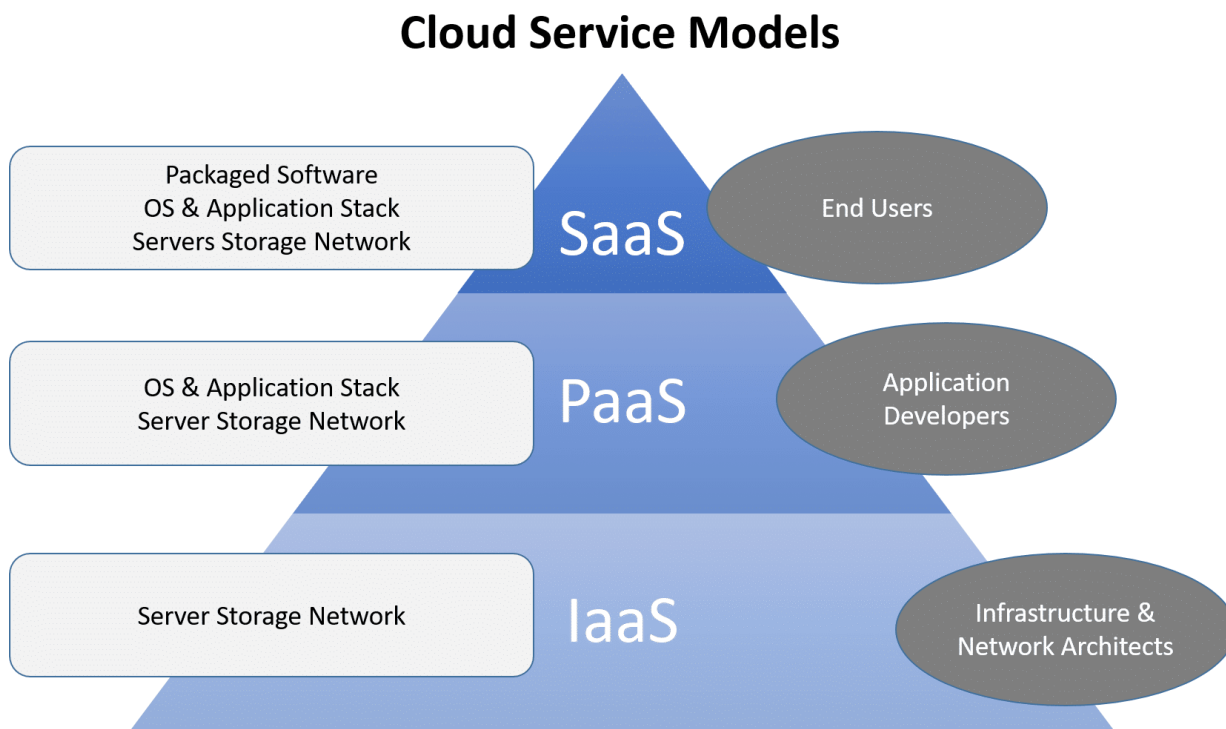 Cloud Service Models
Packaged Software
OS & Application Stack
Servers Storage Network
SaaS
End Users
OS & Application Stack
Server Storage Network
PaaS
Application
Developers
Server Storage Network
IaaS
Infrastructure &
Network Architects